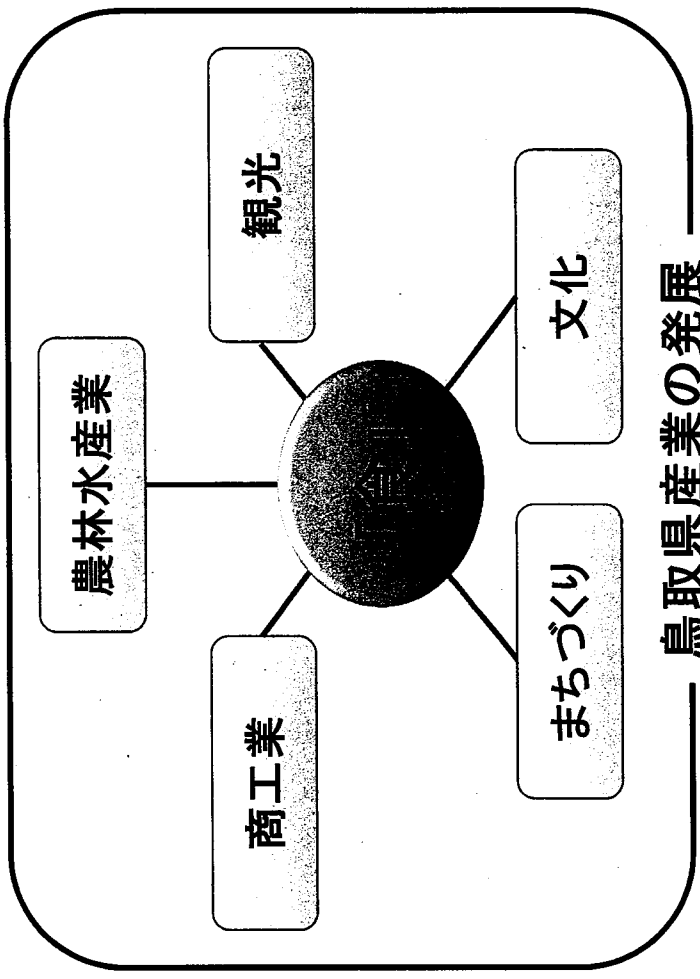 農林水産業
商工業
観光
まちづくり
文化
鳥取県産業の発展